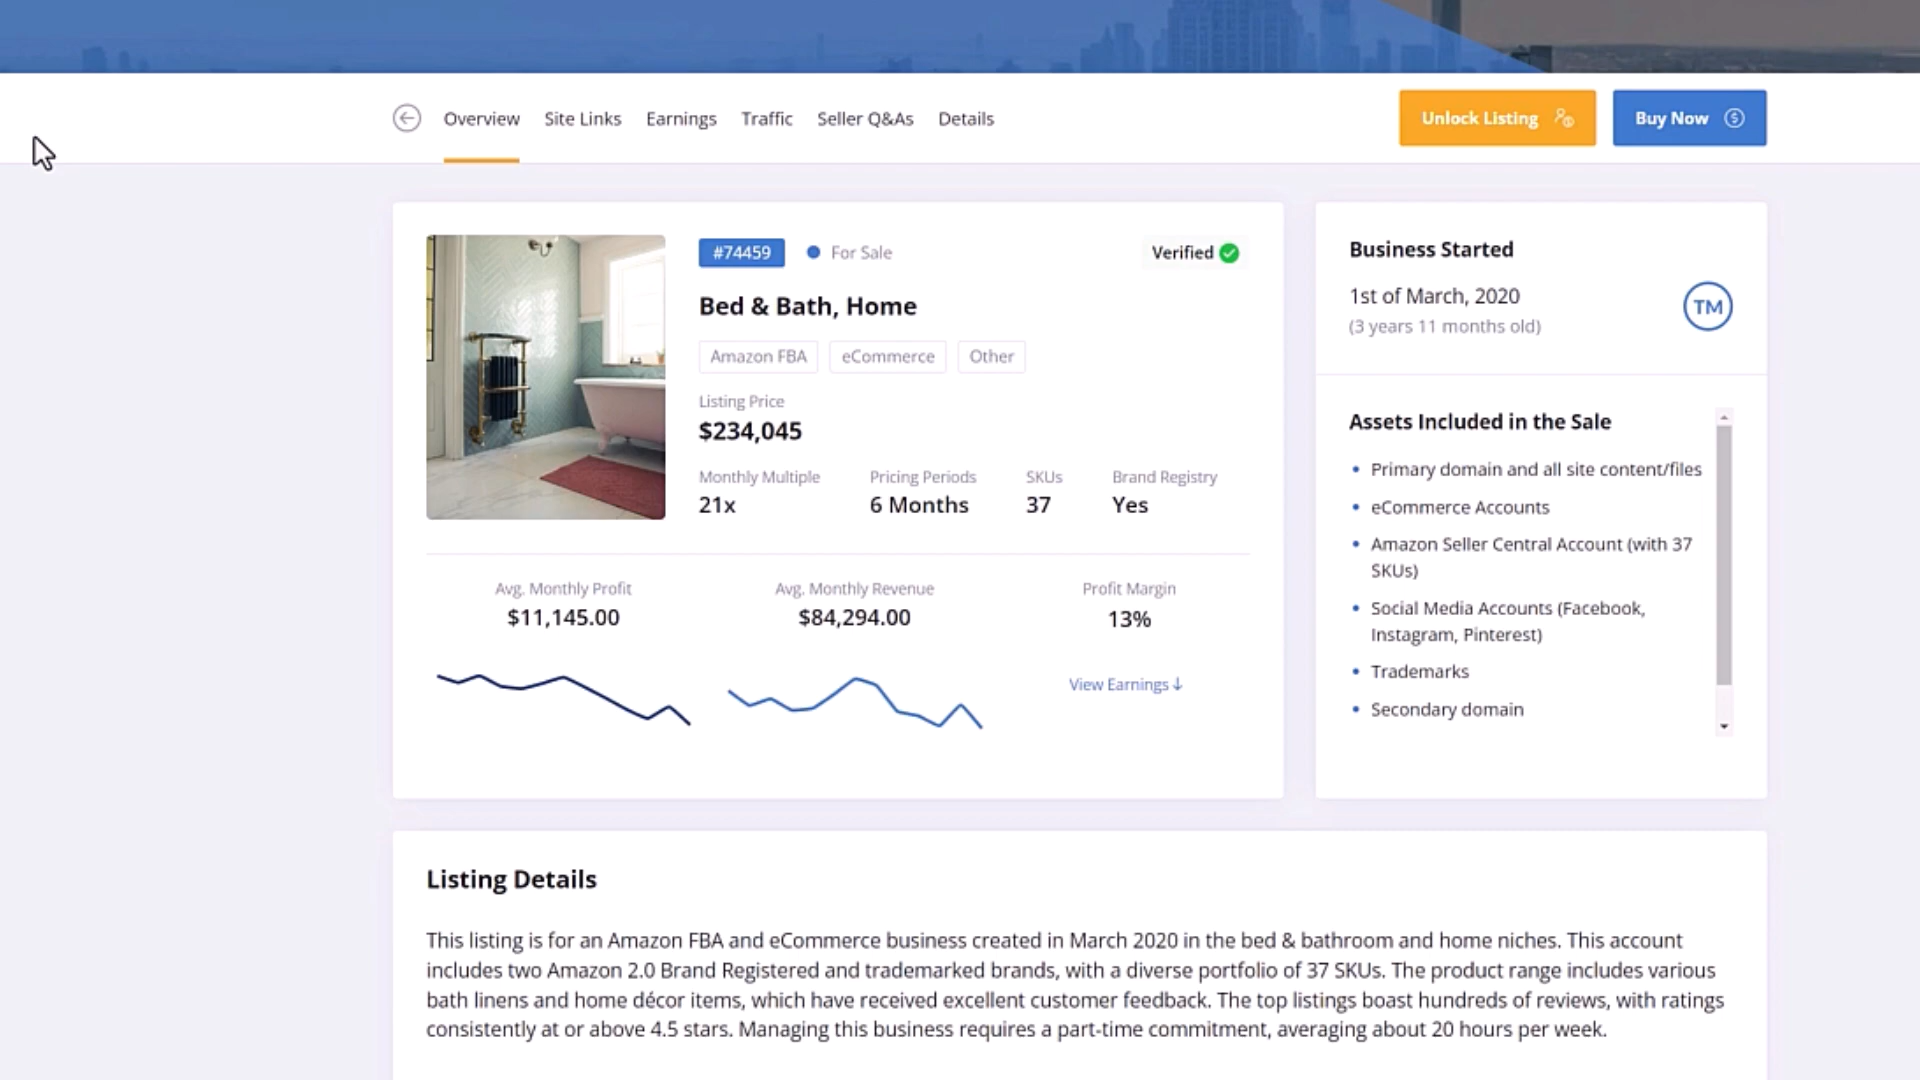 Overview Site Links Earnings Traffic Seller Q&As Details
Unlock Listing
Buy Now
#74459
For Sale
Verified
Bed & Bath, Home
Amazon FBA
eCommerce
Other
Listing Price
$234,045
Monthly Multiple Pricing Periods SKUs Brand Registry
21x 6 Months 37 Yes
Avg. Monthly Profit Avg. Monthly Revenue Profit Margin
$11,145.00 $84,294.00 13%
View Earnings ↓
Business Started
1st of March, 2020
(3 years 11 months old)
TM
Assets Included in the Sale
• Primary domain and all site content/files
• eCommerce Accounts
• Amazon Seller Central Account (with 37
SKUs)
• Social Media Accounts (Facebook,
Instagram, Pinterest)
• Trademarks
• Secondary domain
Listing Details
This listing is for an Amazon FBA and eCommerce business created in March 2020 in the bed & bathroom and home niches. This account
includes two Amazon 2.0 Brand Registered and trademarked brands, with a diverse portfolio of 37 SKUs. The product range includes various
bath linens and home décor items, which have received excellent customer feedback. The top listings boast hundreds of reviews, with ratings
consistently at or above 4.5 stars. Managing this business requires a part-time commitment, averaging about 20 hours per week.